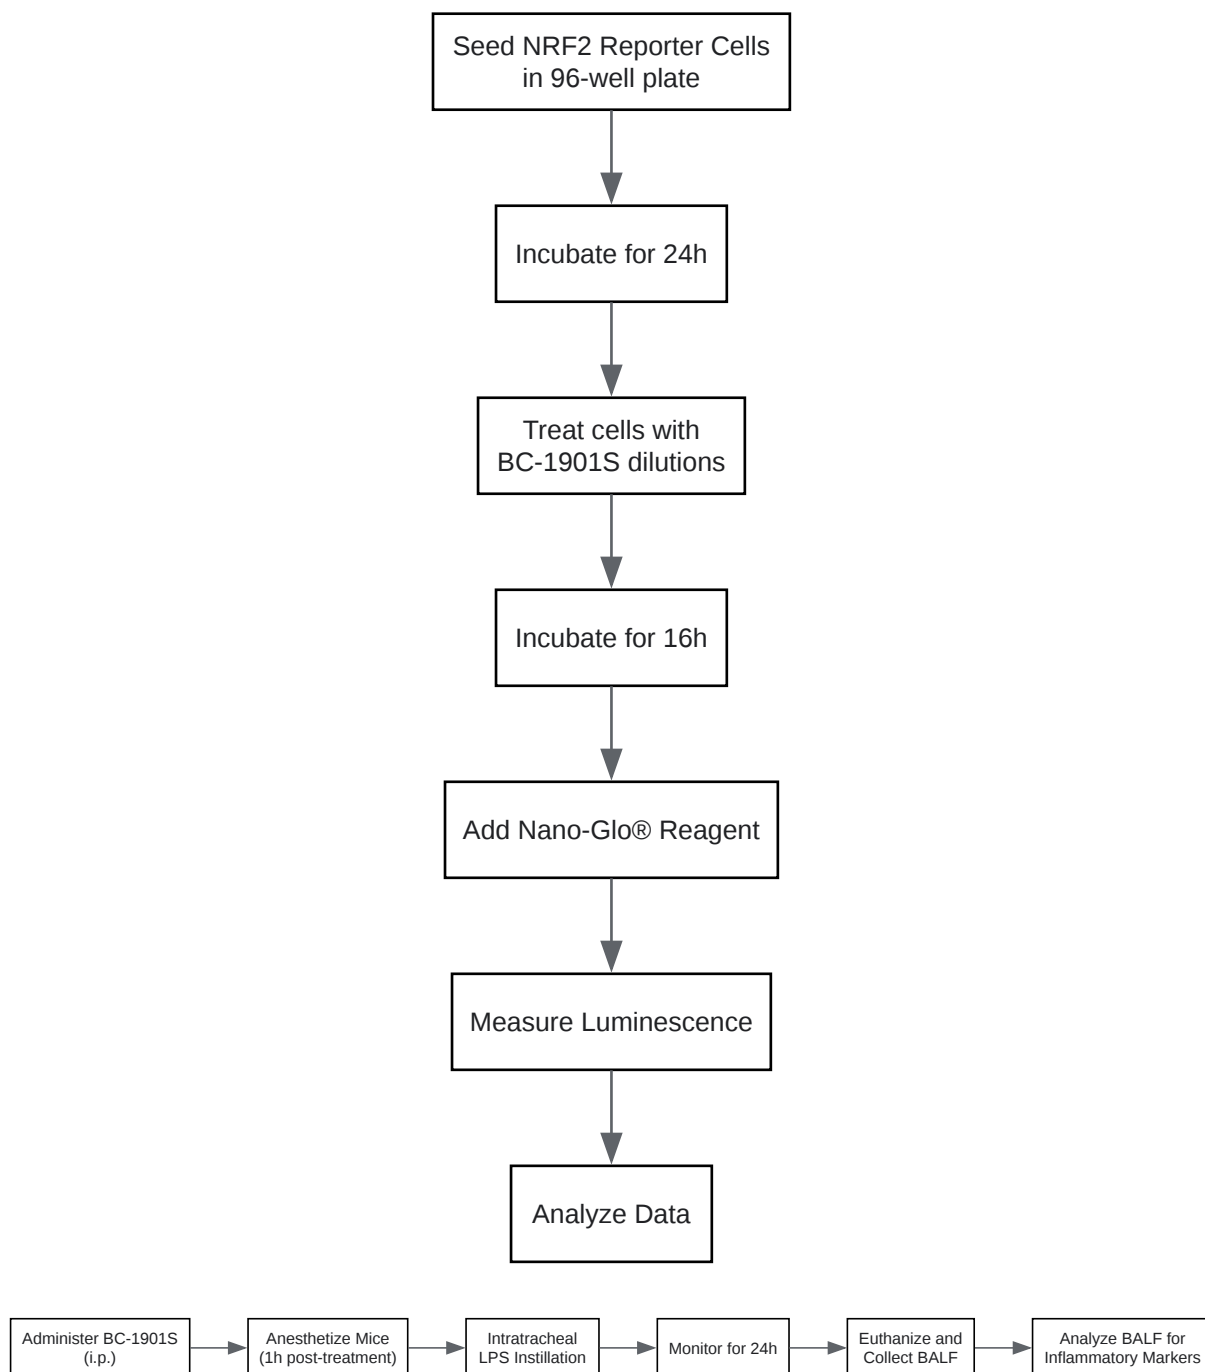 Seed NRF2 Reporter Cells
in 96-well plate
Incubate for 24h
Treat cells with
BC-1901S dilutions
Incubate for 16h
Add Nano-Glo® Reagent
Measure Luminescence
Analyze Data
Administer BC-1901S
(i.p.)
Anesthetize Mice
(1h post-treatment)
Intratracheal
LPS Instillation
Monitor for 24h
Euthanize and
Collect BALF
Analyze BALF for
Inflammatory Markers